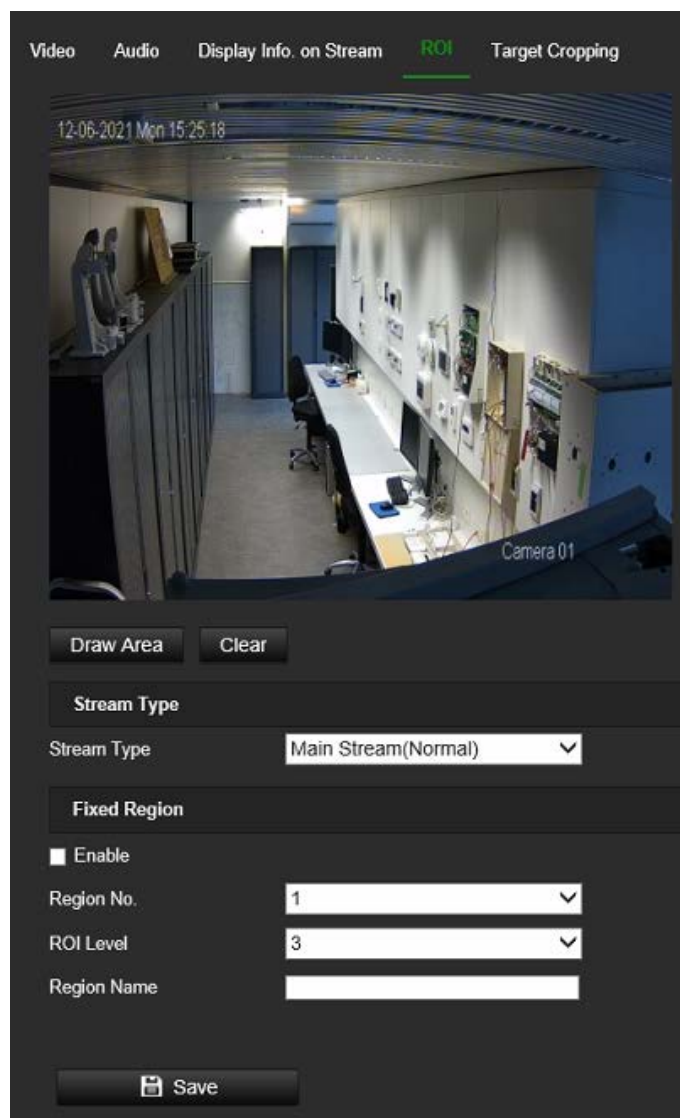 Video Audio Display Info. on Stream ROI Target Cropping
12-06-2021 Mon 15:25:18
Camera 01
Draw Area Clear
Stream Type
Stream Type Main Stream(Normal)
Fixed Region
Enable
Region No. 1
ROI Level 3
Region Name
Save